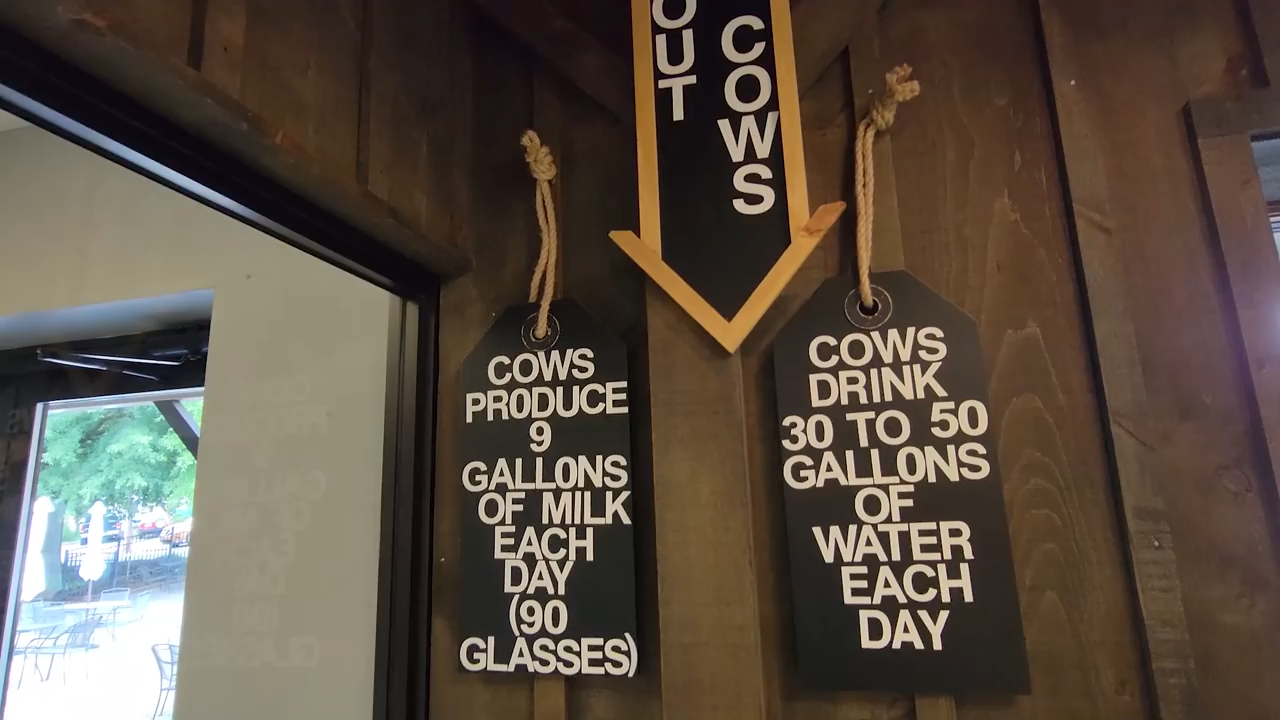 OUT
COWS
COWS
PRODUCE
9
GALLONS
OF MILK
EACH
DAY
(90
GLASSES)
COWS
DRINK
30 TO 50
GALLONS
OF
WATER
EACH
DAY